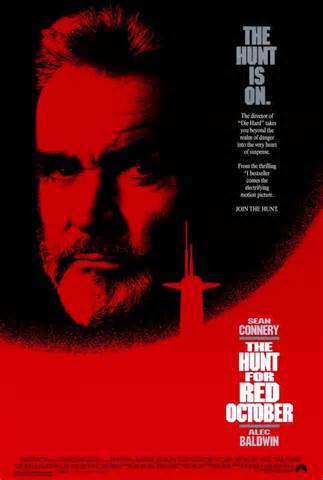 THE
HUNT
IS
ON.
The director of
"Die Hard" takes
you beyond the
realm of danger
into the very heart
of suspense.
From the thrilling
#1 bestseller
comes the
electrifying
motion picture.
JOIN THE HUNT.
SEAN
CONNERY
THE
HUNT
FOR
RED
OCTOBER
ALEC
BALDWIN